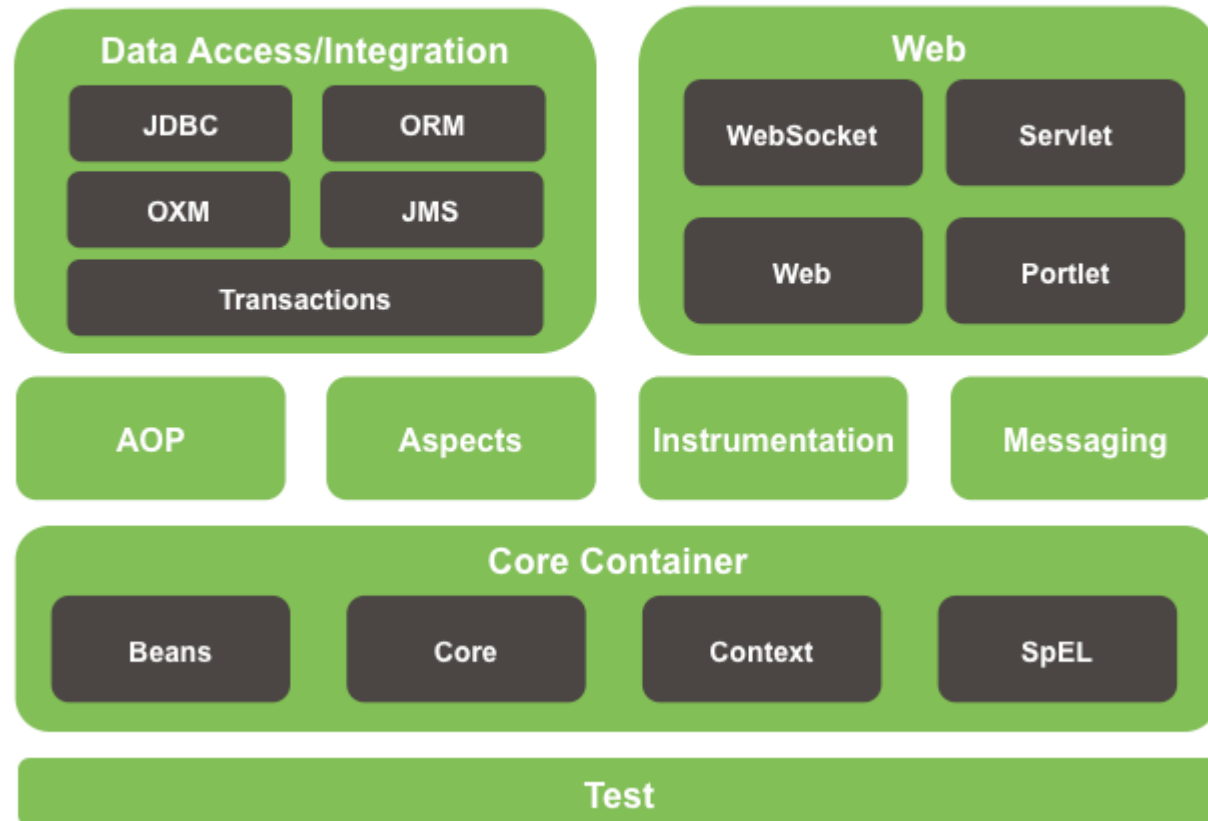 Data Access/Integration
JDBC
ORM
OXM
JMS
Transactions
Web
WebSocket
Servlet
Web
Portlet
AOP
Aspects
Instrumentation
Messaging
Core Container
Beans
Core
Context
SpEL
Test